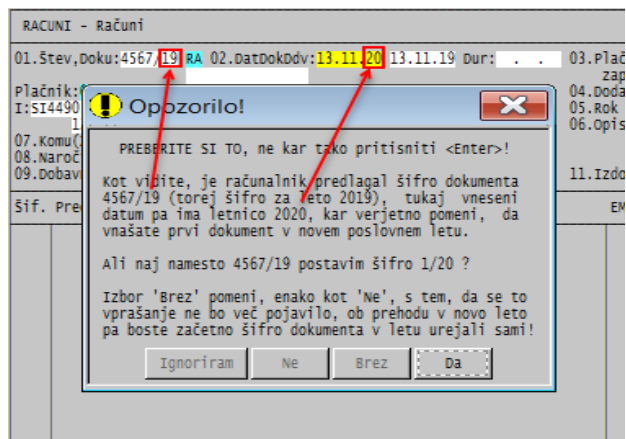 RACUNI - Računi
01.Štev,Doku:4567/19 RA 02.DatDokDdv:13.11.20 13.11.19 Dur: . . 03.Plač
zap
Plačnik: 04.Doda
I:SI4490 05.Rok
06.Opis
07.Komu(
08.Naroč
09.Dobav 11.Izdo
Šif. Pre EM
Opozorilo!
PREBERITE SI TO, ne kar tako pritisniti <Enter>!
Kot vidite, je računalnik predlagal šifro dokumenta
4567/19 (torej šifro za leto 2019), tukaj vneseni
datum pa ima letnico 2020, kar verjetno pomeni, da
vnašate prvi dokument v novem poslovnem letu.
Ali naj namesto 4567/19 postavim šifro 1/20 ?
Izbor 'Brez' pomeni, enako kot 'Ne', s tem, da se to
vprašanje ne bo več pojavilo, ob prehodu v novo leto
pa boste začetno šifro dokumenta v letu urejali sami!
Ignoriram Ne Brez Da